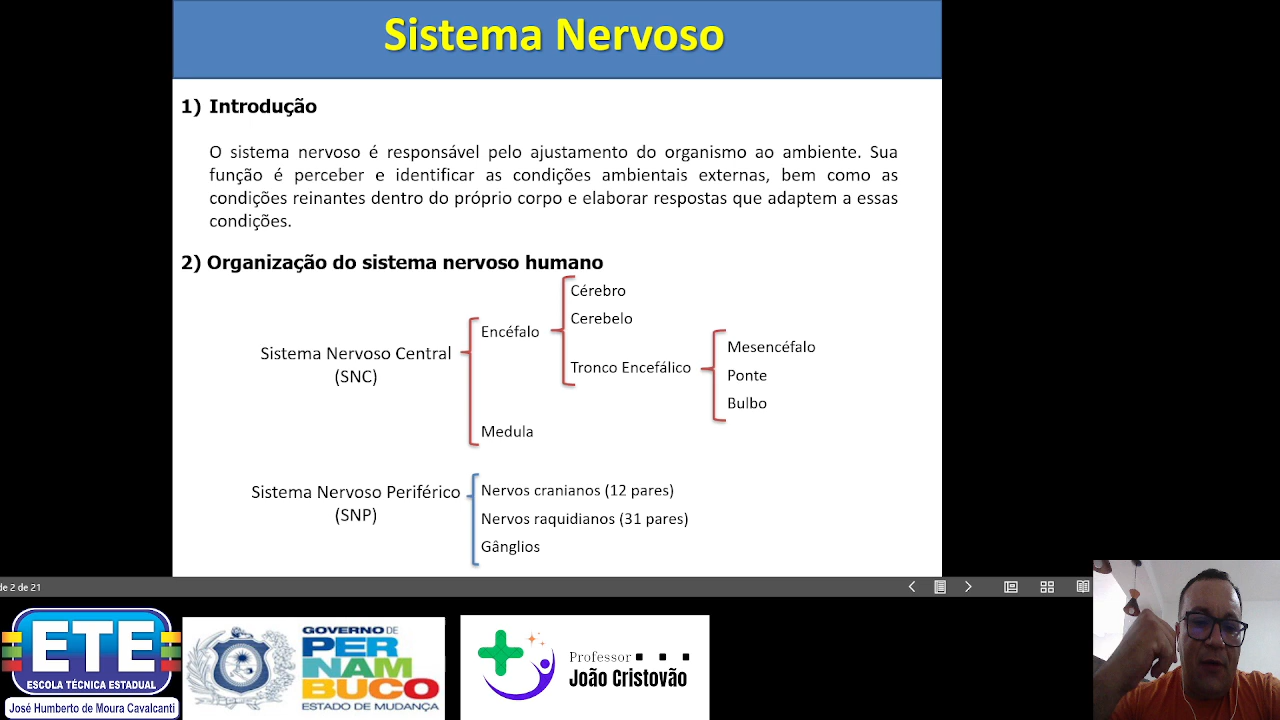 Sistema Nervoso
1) Introdução
O sistema nervoso é responsável pelo ajustamento do organismo ao ambiente. Sua
função é perceber e identificar as condições ambientais externas, bem como as
condições reinantes dentro do próprio corpo e elaborar respostas que adaptem a essas
condições.
2) Organização do sistema nervoso humano
Cérebro
Encéfalo
Cerebelo
Mesencéfalo
Sistema Nervoso Central
(SNC)
Tronco Encefálico
Ponte
Bulbo
Medula
Sistema Nervoso Periférico
(SNP)
Nervos cranianos (12 pares)
Nervos raquidianos (31 pares)
Gânglios
de 2 de 21
ETE
ESCOLA TÉCNICA ESTADUAL
José Humberto de Moura Cavalcanti
GOVERNO DE
PER
NAM
BUCO
ESTADO DE MUDANÇA
Professor
João Cristovão